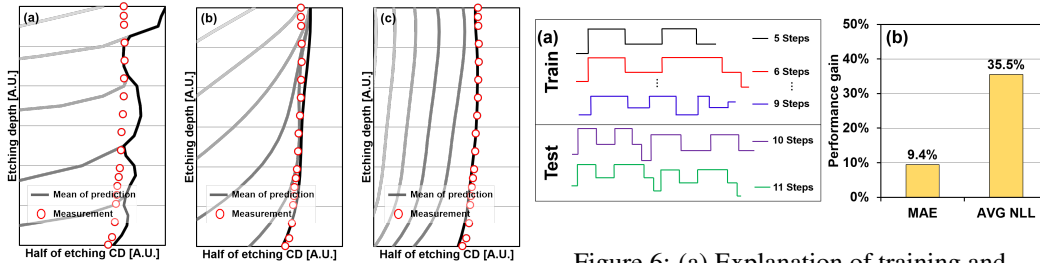 (a)
Etching depth [A.U.]
Mean of prediction
Measurement
Half of etching CD [A.U.]
(b)
Etching depth [A.U.]
Mean of prediction
Measurement
Half of etching CD [A.U.]
(c)
Etching depth [A.U.]
Mean of prediction
Measurement
Half of etching CD [A.U.]
(a)
Train
5 Steps
6 Steps
9 Steps
Test
10 Steps
11 Steps
(b)
Performance gain
50%
40%
30%
20%
10%
0%
9.4%
35.5%
MAE
AVG NLL
Figure 6: (a) Explanation of training and